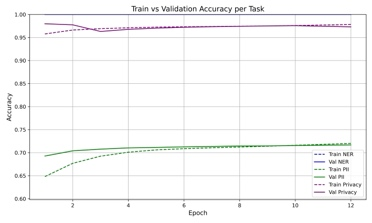 Train vs Validation Accuracy per Task
1.00
0.95
0.90
0.85
0.80
0.75
0.70
0.65
0.60
Accuracy
2
4
6
8
10
12
Epoch
Train NER
Val NER
Train PII
Val PII
Train Privacy
Val Privacy